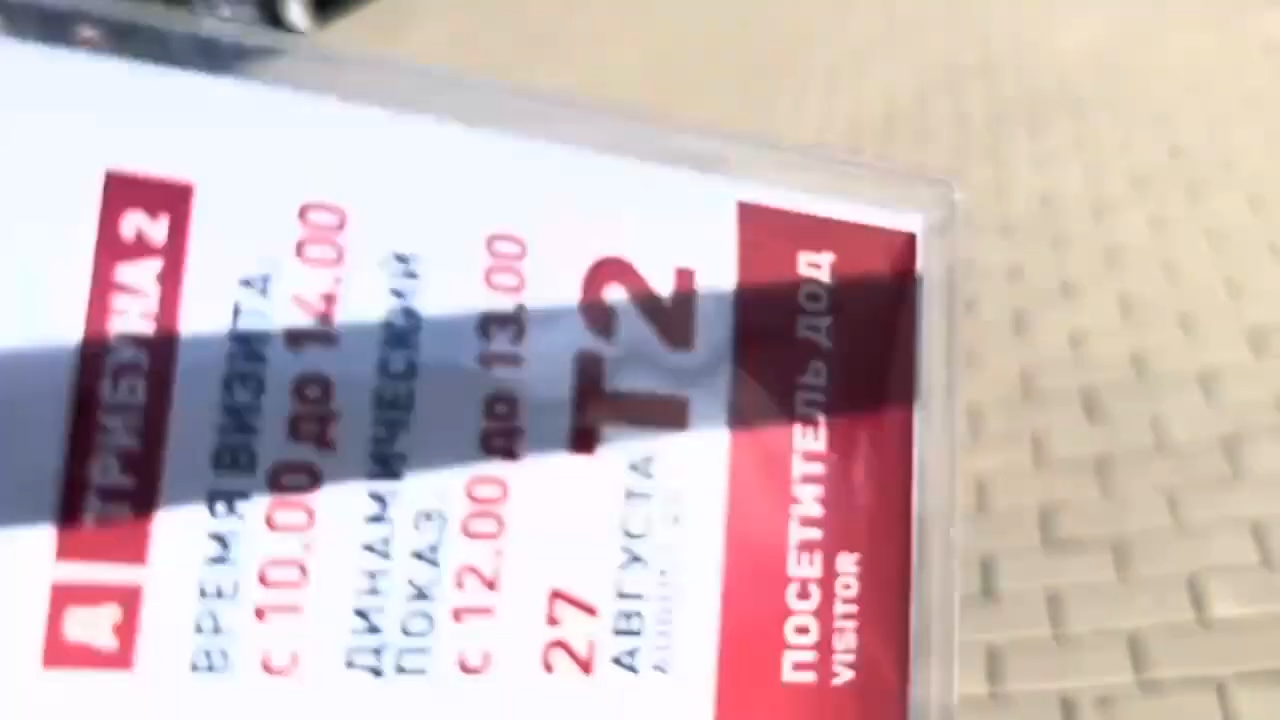 Д ТРИБУНА 2
ВРЕМЯ ВИЗИТА
С 10.00 до 14.00
ДИНАМИЧЕСКИЙ
ПОКАЗ
С 12.00 до 13.00
27 Т2
АВГУСТА
AUGUST
ПОСЕТИТЕЛЬ ДОД
VISITOR